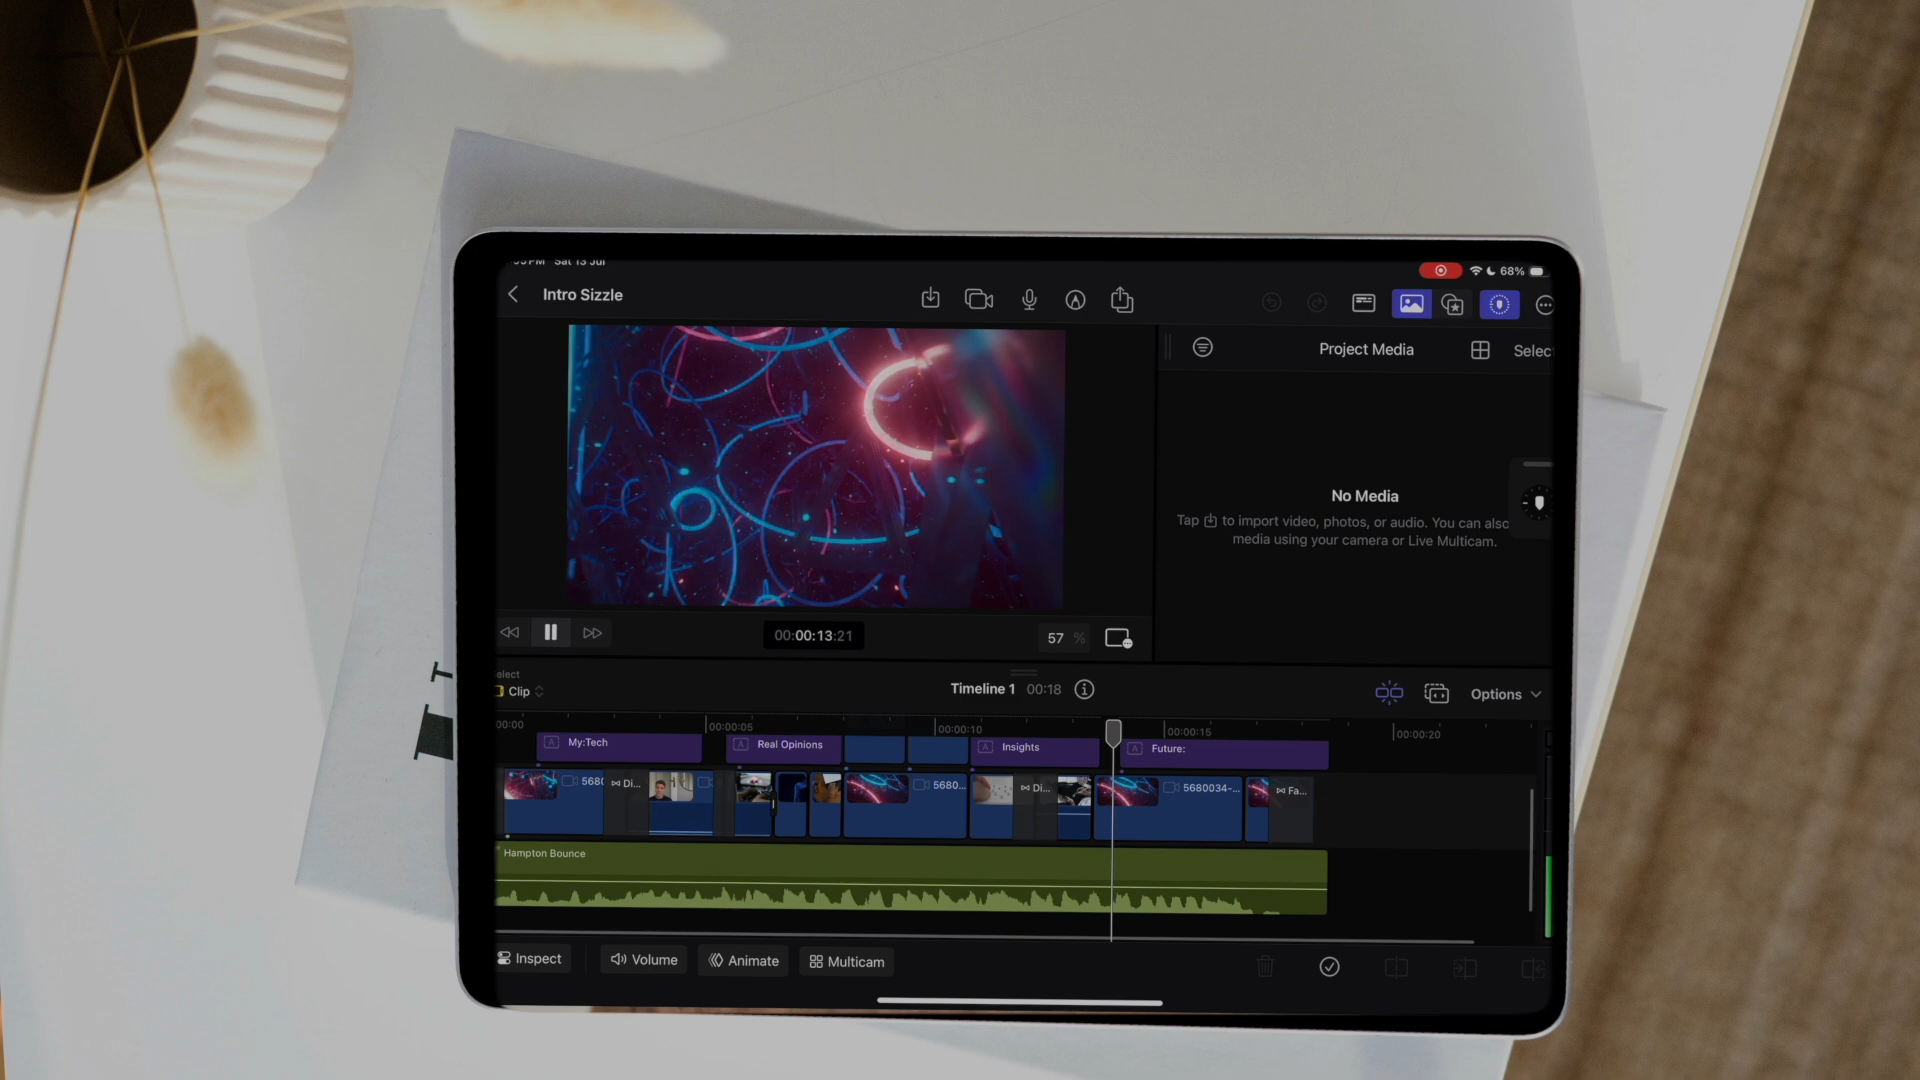 Sat 13 Jul
68%
Intro Sizzle
Project Media
No Media
Tap to import video, photos, or audio. You can also
media using your camera or Live Multicam.
00:00:13:21
57 %
Clip
Timeline 1 00:18
Options
00:00 00:00:05 00:00:10 00:00:15 00:00:20
My:Tech Real Opinions Insights Future:
5680 Di... 5680... Di... 5680034-... Fa...
Hampton Bounce
Inspect Volume Animate Multicam